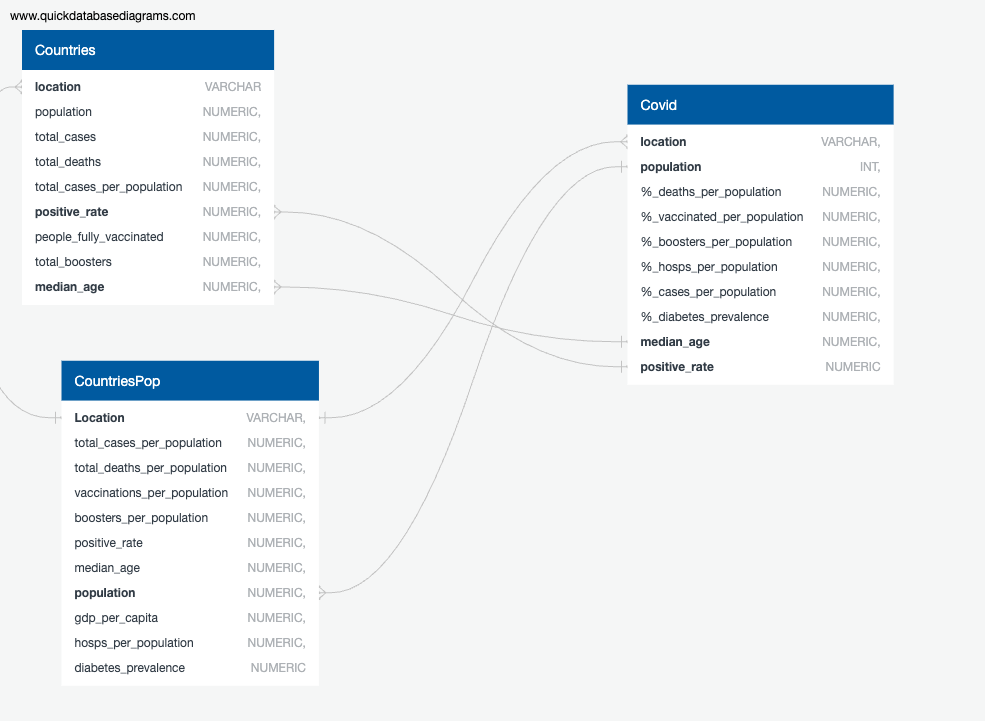 www.quickdatabasediagrams.com
Countries
location VARCHAR
population NUMERIC,
total_cases NUMERIC,
total_deaths NUMERIC,
total_cases_per_population NUMERIC,
positive_rate NUMERIC,
people_fully_vaccinated NUMERIC,
total_boosters NUMERIC,
median_age NUMERIC,
Covid
location VARCHAR,
population INT,
%_deaths_per_population NUMERIC,
%_vaccinated_per_population NUMERIC,
%_boosters_per_population NUMERIC,
%_hosps_per_population NUMERIC,
%_cases_per_population NUMERIC,
%_diabetes_prevalence NUMERIC,
median_age NUMERIC,
positive_rate NUMERIC
CountriesPop
Location VARCHAR,
total_cases_per_population NUMERIC,
total_deaths_per_population NUMERIC,
vaccinations_per_population NUMERIC,
boosters_per_population NUMERIC,
positive_rate NUMERIC,
median_age NUMERIC,
population NUMERIC,
gdp_per_capita NUMERIC,
hosps_per_population NUMERIC,
diabetes_prevalence NUMERIC